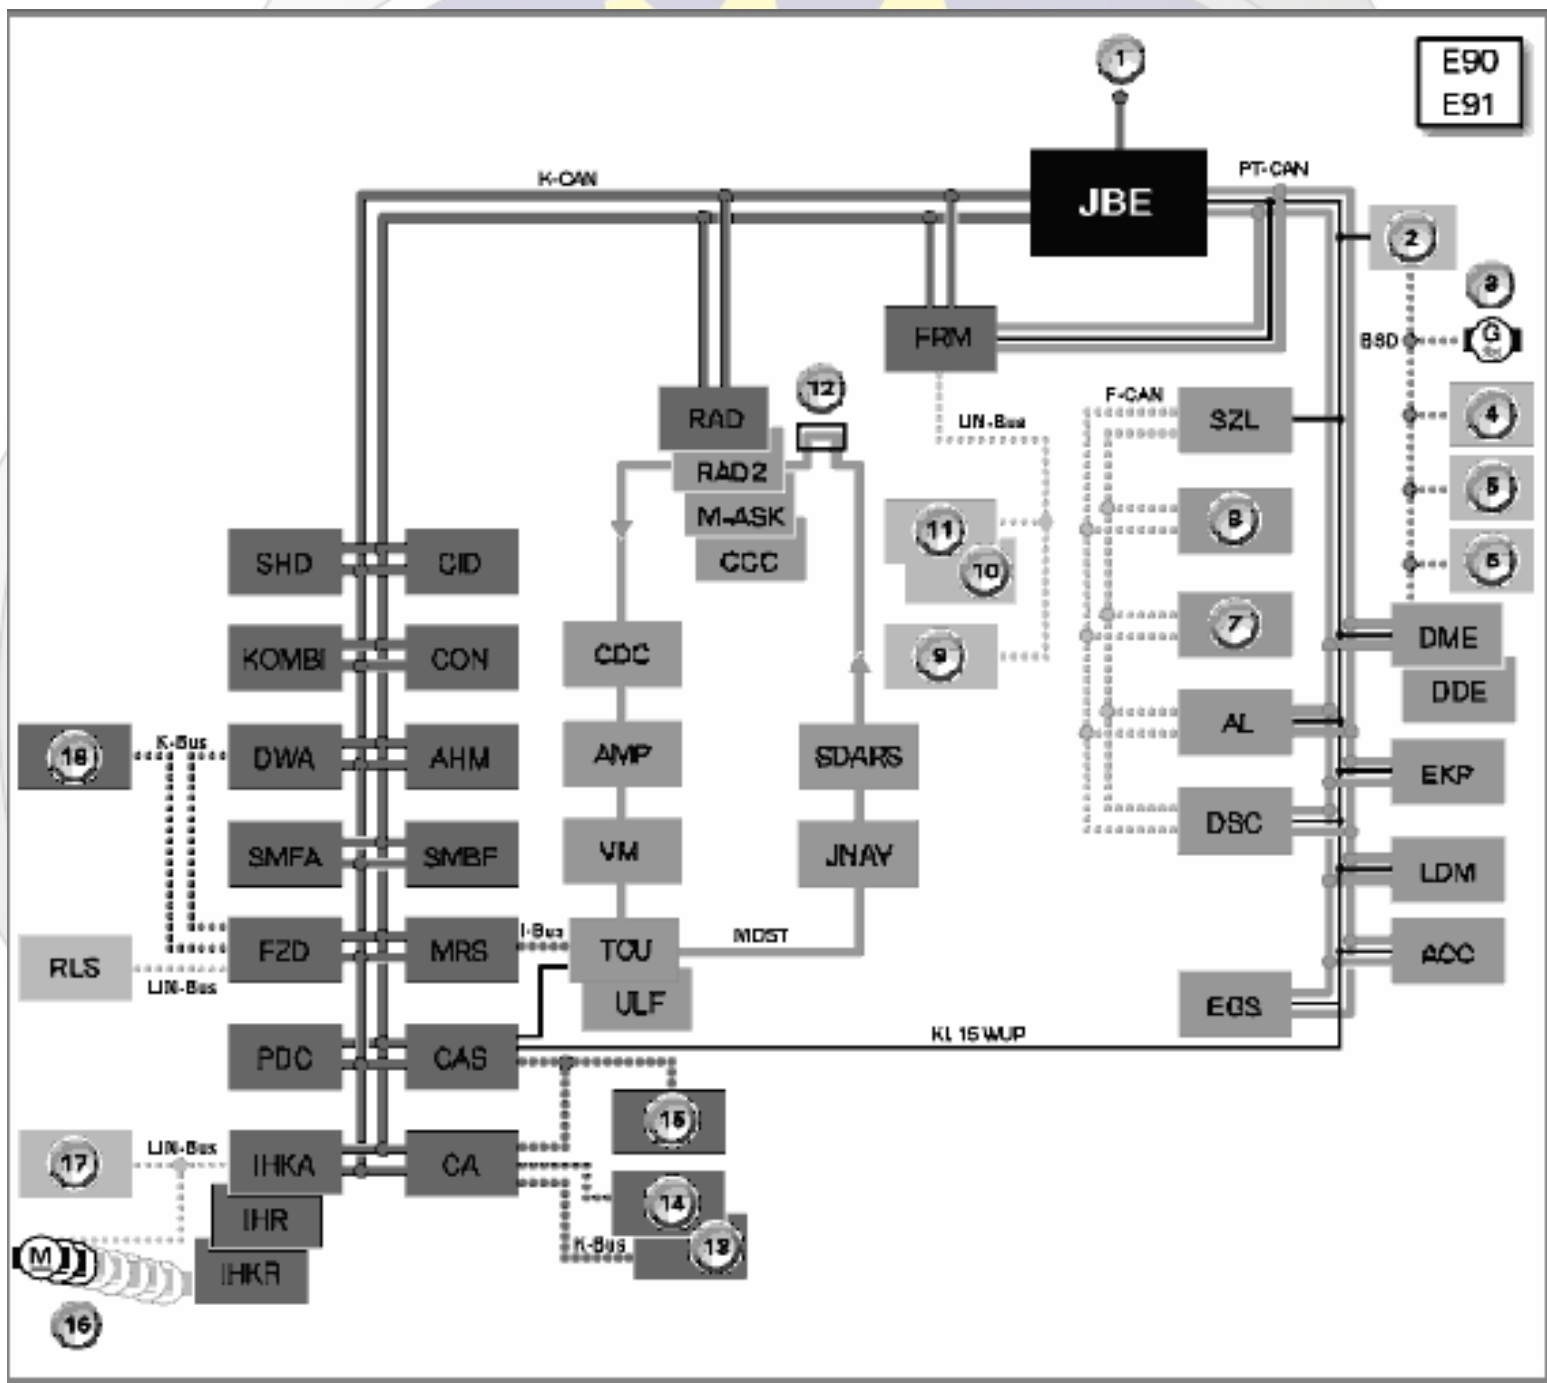 1
E90
E91
K-CAN
JBE
PT-CAN
2
3
G
FRM
BSD
12
F-CAN
4
RAD
SZL
LIN-Bus
RAD2
5
M-ASK
8
11
CCC
6
SHD
CID
10
7
DME
CDC
9
KOMBI
CON
DDE
AL
K-Bus
18
DWA
AHM
AMP
SDARS
EKP
DSC
SMFA
SMBF
VM
JNAV
LDM
I-Bus
MOST
FZD
MRS
TCU
ACC
RLS
LIN-Bus
ULF
EGS
KL 15 WUP
PDC
CAS
15
LIN-Bus
17
IHKA
CA
14
IHR
K-Bus
13
M
IHKR
16